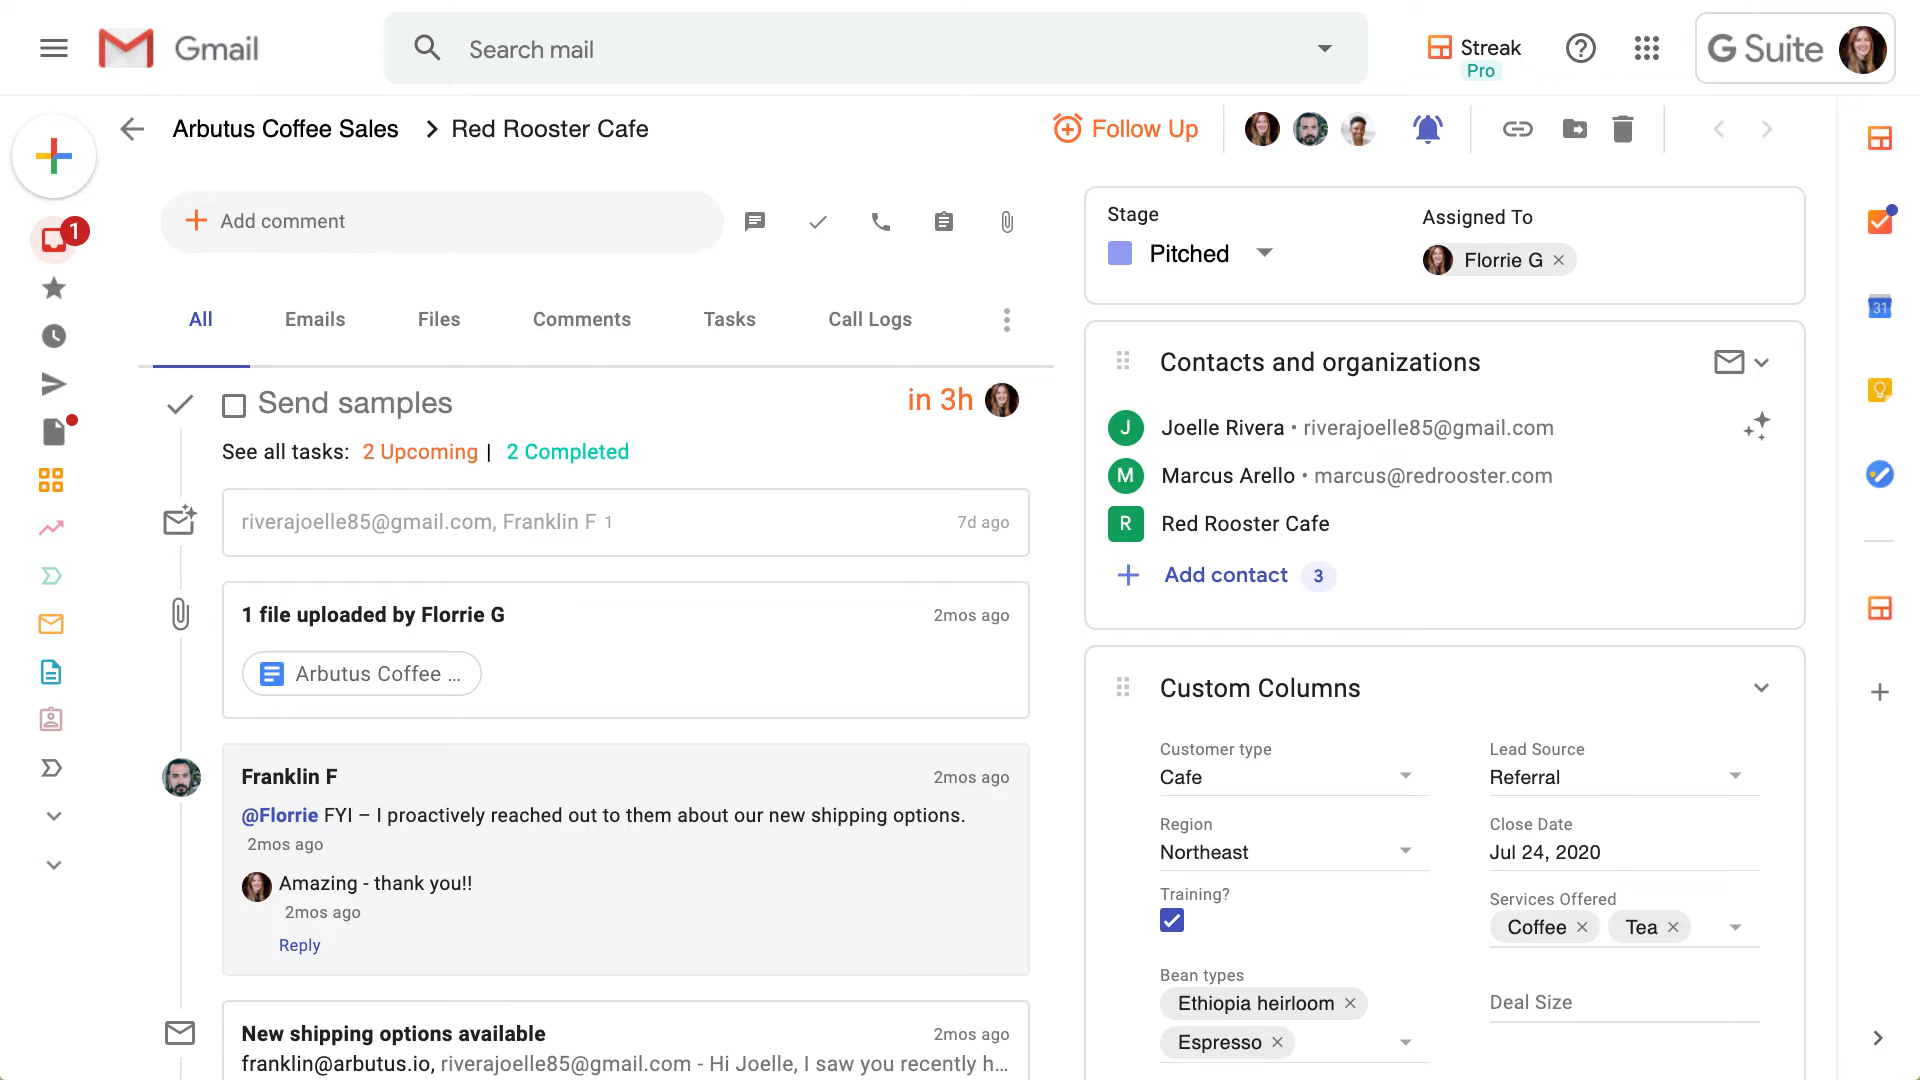 Gmail
Search mail
Streak
Pro
G Suite
Arbutus Coffee Sales > Red Rooster Cafe
Follow Up
1
Add comment
All Emails Files Comments Tasks Call Logs
Send samples in 3h
See all tasks: 2 Upcoming | 2 Completed
riverajoelle85@gmail.com, Franklin F 1 7d ago
1 file uploaded by Florrie G 2mos ago
Arbutus Coffee ...
Franklin F 2mos ago
@Florrie FYI – I proactively reached out to them about our new shipping options.
2mos ago
Amazing - thank you!!
2mos ago
Reply
New shipping options available 2mos ago
franklin@arbutus.io, riverajoelle85@gmail.com - Hi Joelle, I saw you recently h...
Stage
Pitched
Assigned To
Florrie G ×
Contacts and organizations
J Joelle Rivera • riverajoelle85@gmail.com
M Marcus Arello • marcus@redrooster.com
R Red Rooster Cafe
+ Add contact 3
Custom Columns
Customer type
Cafe
Lead Source
Referral
Region
Northeast
Close Date
Jul 24, 2020
Training?
Services Offered
Coffee × Tea ×
Bean types
Ethiopia heirloom ×
Espresso ×
Deal Size
31